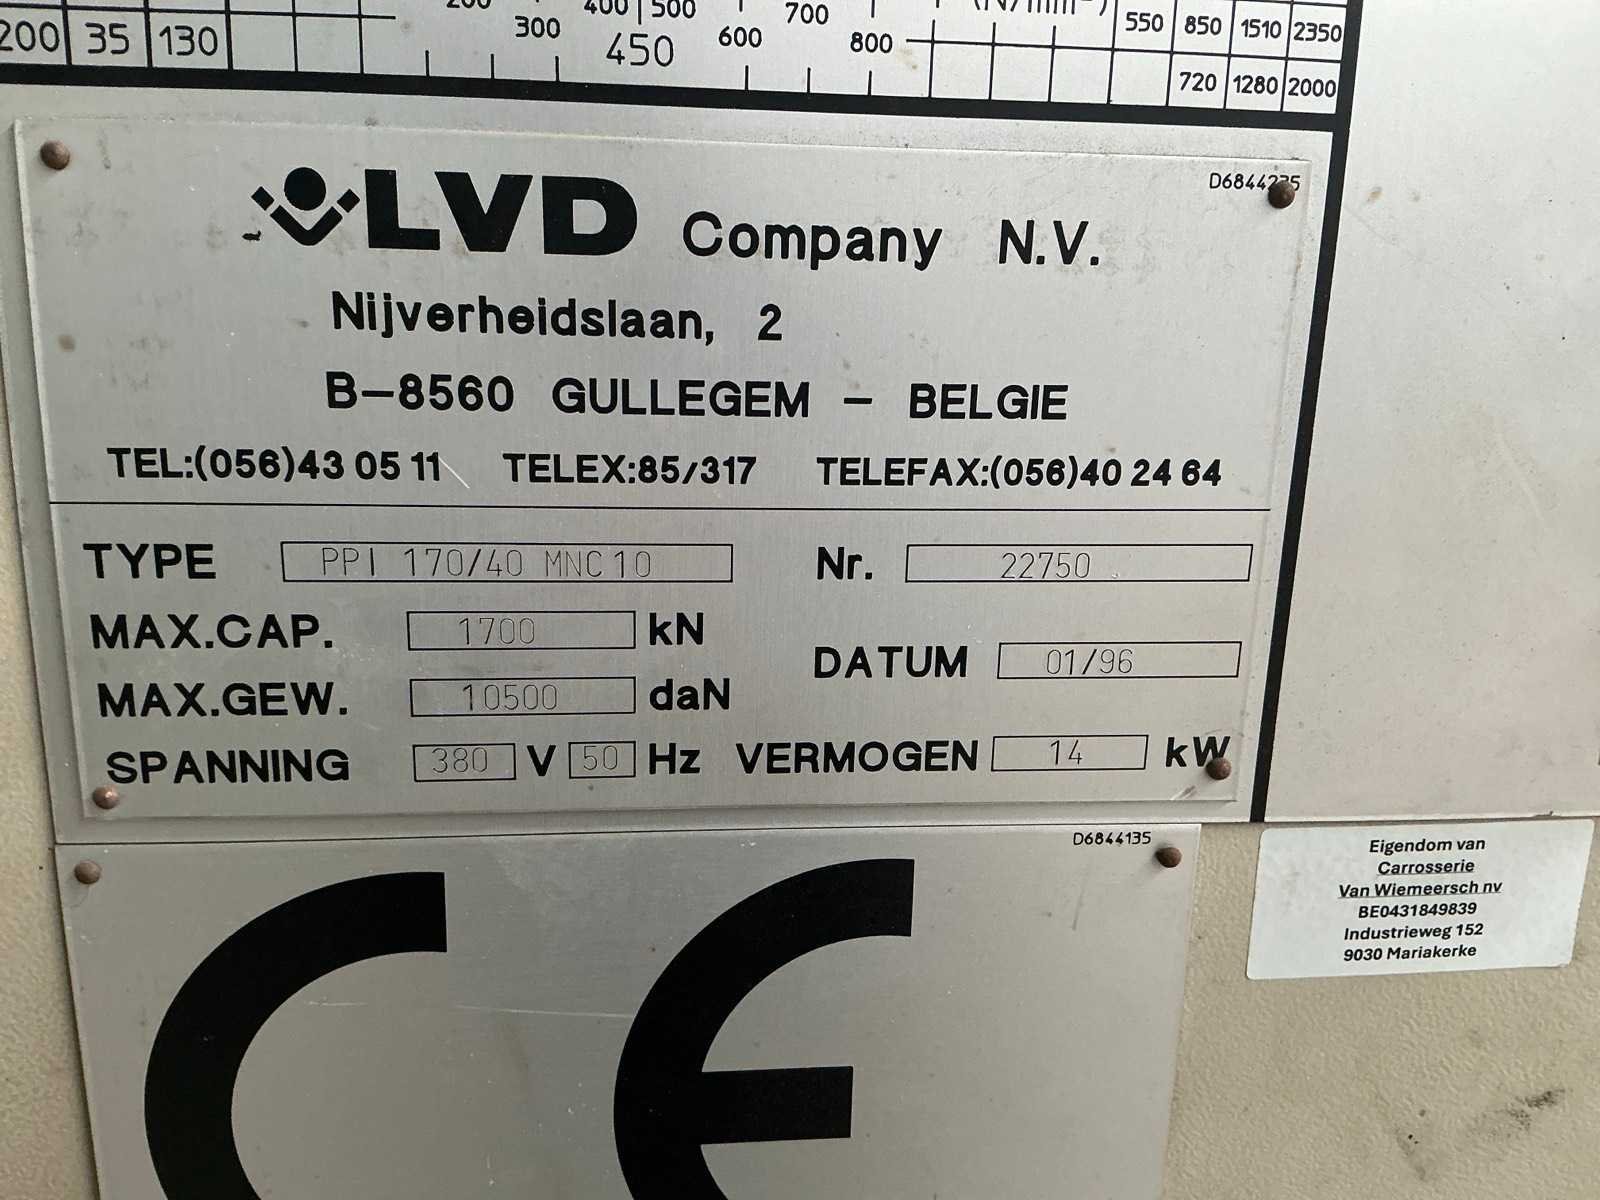 400 500 700 (N/mm²)
200 35 130 300 450 600 800 550 850 1510 2350
720 1280 2000
D6844235
LVD Company N.V.
Nijverheidslaan, 2
B-8560 GULLEGEM - BELGIE
TEL:(056)43 05 11 TELEX:85/317 TELEFAX:(056)40 24 64
TYPE PPI 170/40 MNC10 Nr. 22750
MAX.CAP. 1700 kN
DATUM 01/96
MAX.GEW. 10500 daN
SPANNING 380 V 50 Hz VERMOGEN 14 kW
D6844135
CE
Eigendom van
Carrosserie
Van Wiemeersch nv
BE0431849839
Industrieweg 152
9030 Mariakerke